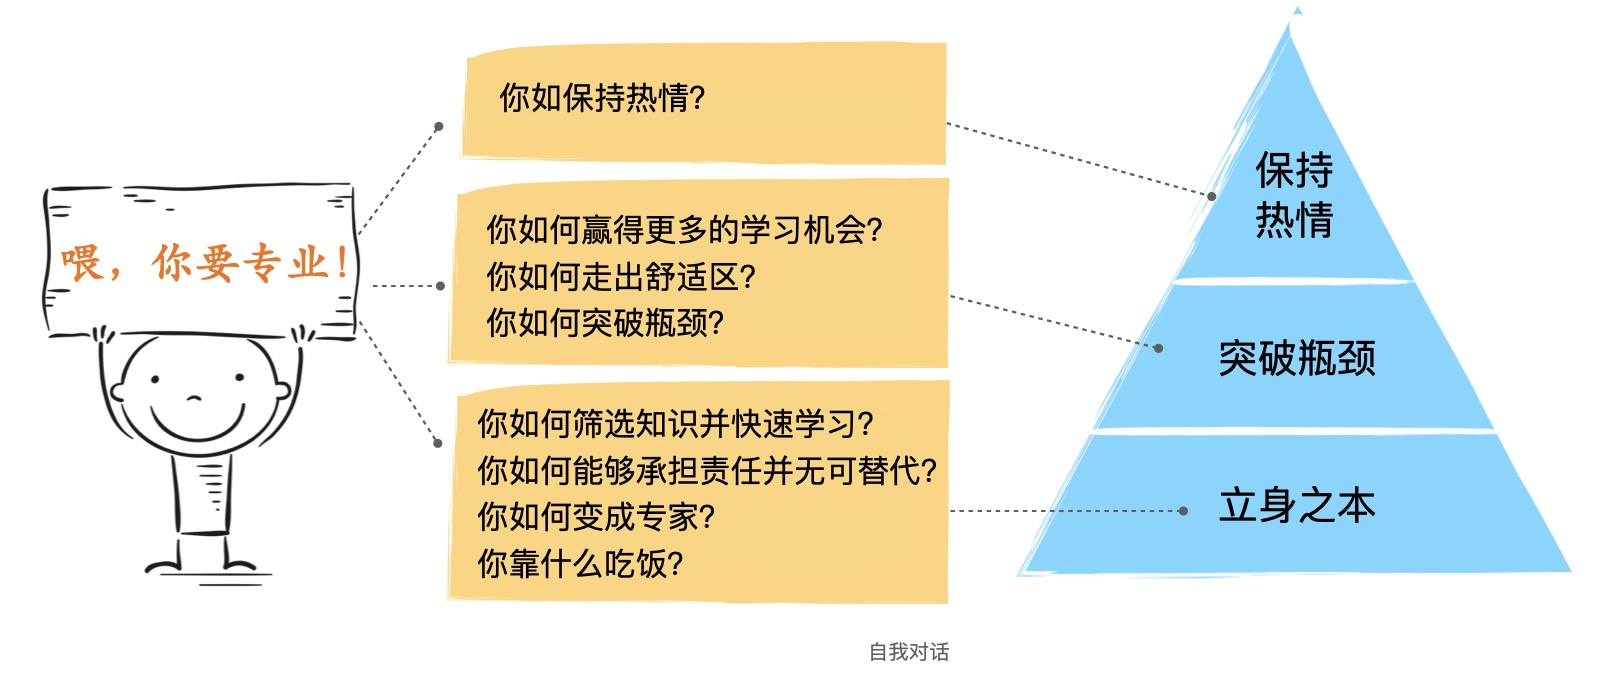 喂，你要专业！
你如保持热情？
你如何赢得更多的学习机会？
你如何走出舒适区？
你如何突破瓶颈？
你如何筛选知识并快速学习？
你如何能够承担责任并无可替代？
你如何变成专家？
你靠什么吃饭？
保持
热情
突破瓶颈
立身之本
自我对话